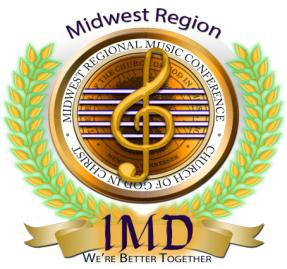 Midwest Region
MIDWEST REGIONAL MUSIC CONFERENCE
CHURCH OF GOD IN CHRIST
THE CHURCH OF GOD IN
IMD
WE'RE BETTER TOGETHER